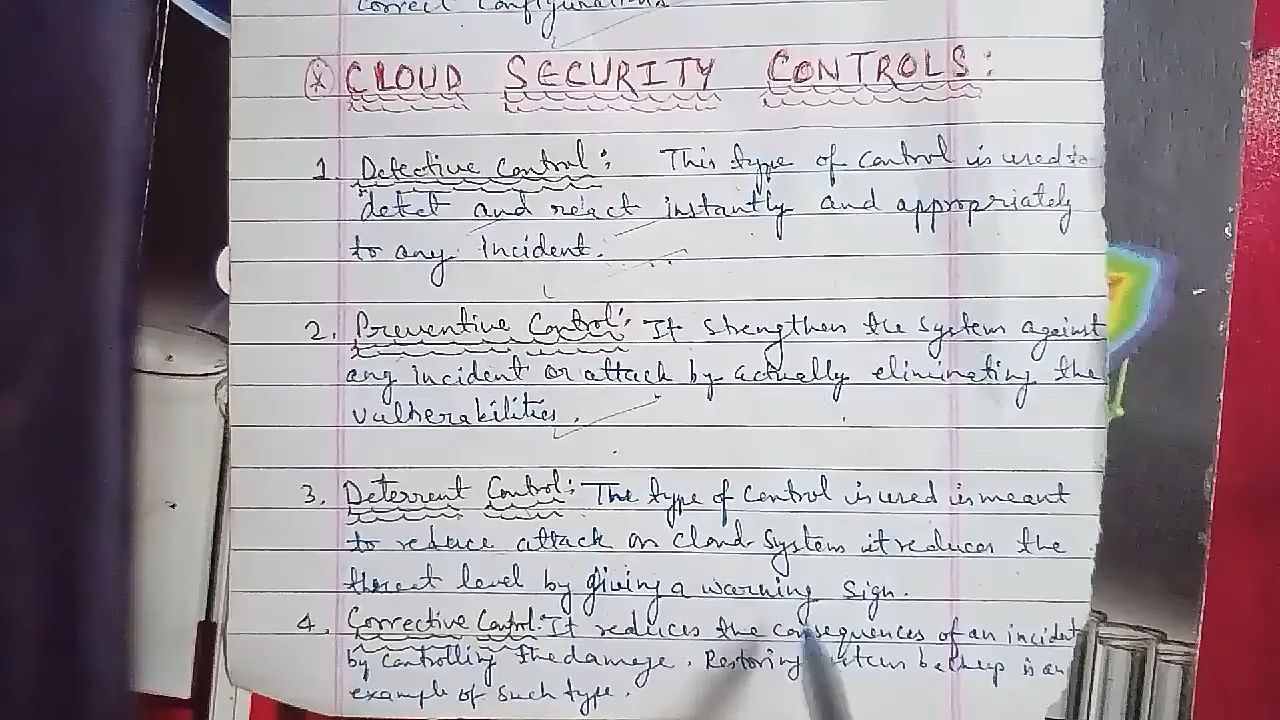 correct configurations
* CLOUD SECURITY CONTROLS:
1. Detective Control: This type of control is used to
detect and react instantly and appropriately
to any incident.
2. Preventive Control: It strengthen the system against
any incident or attack by actually eliminating the
vulnerabilities.
3. Deterrent Control: The type of control is used is meant
to reduce attack on cloud System it reduces the
threat level by giving a warning sign.
4. Corrective Control: It reduces the consequences of an incident
by controlling the damage. Restoring backup is an
example of such type.